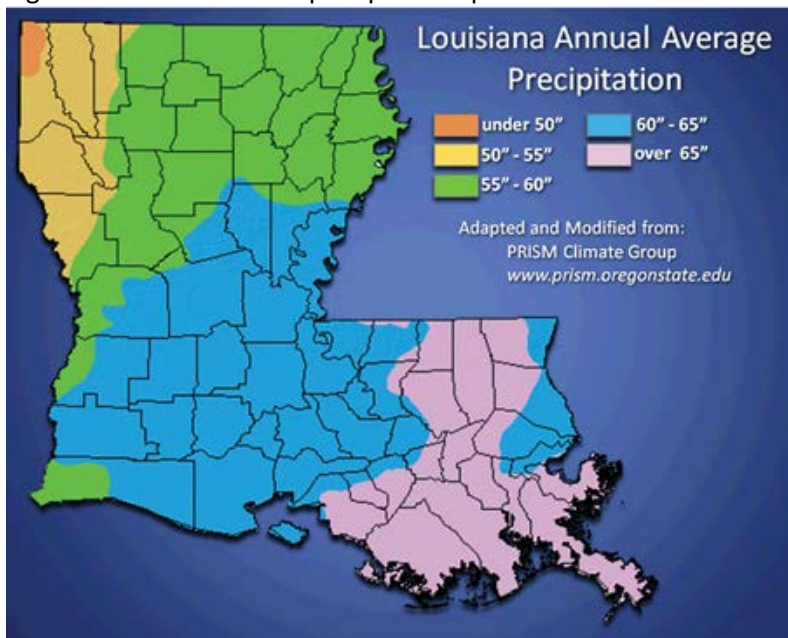 Louisiana Annual Average
Precipitation
under 50” 60” - 65”
50” - 55” over 65”
55” - 60”
Adapted and Modified from:
PRISM Climate Group
www.prism.oregonstate.edu